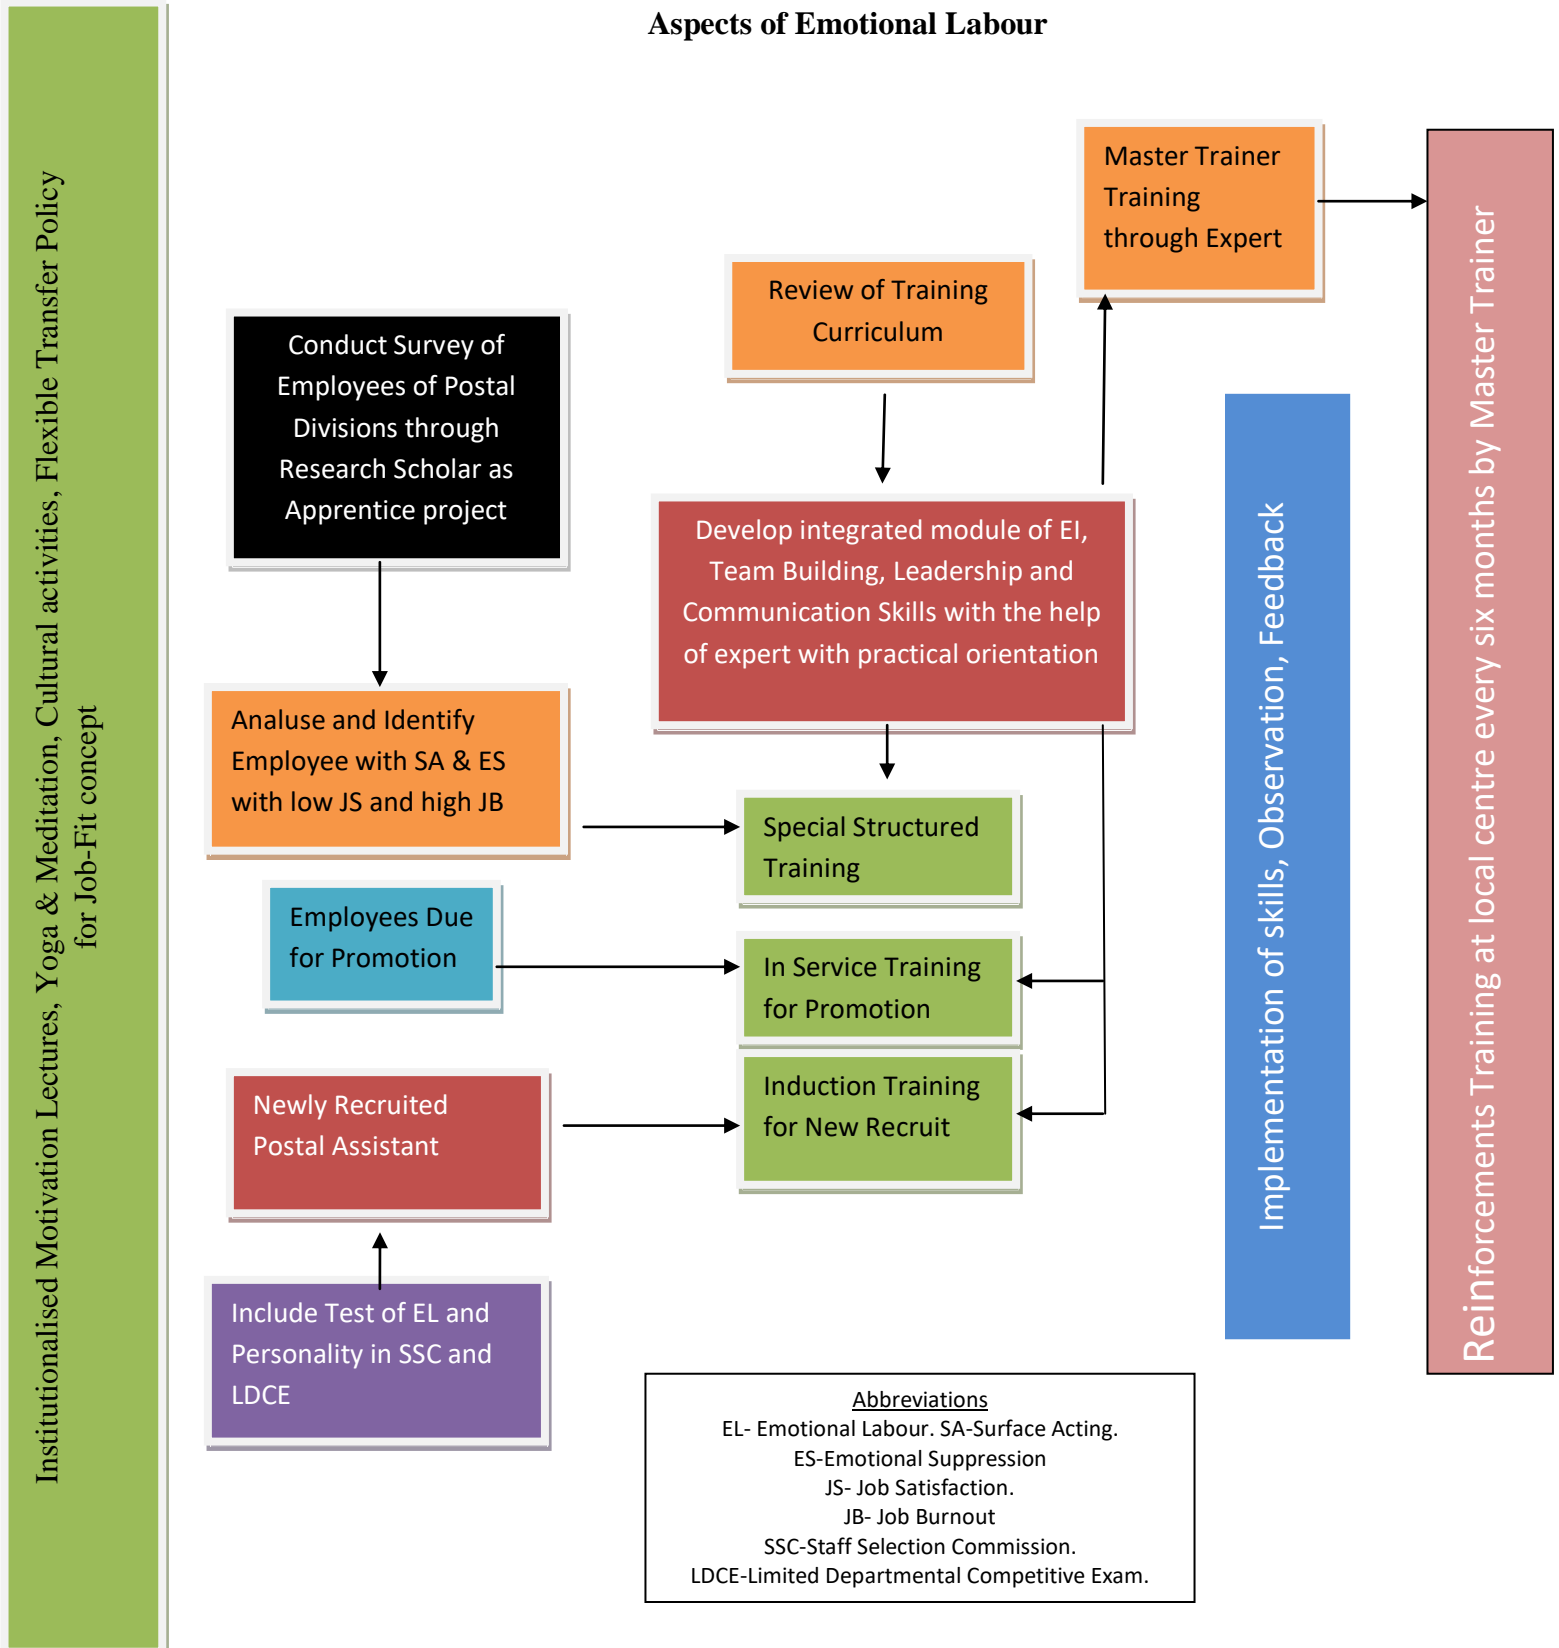 Aspects of Emotional Labour
Institutionalised Motivation Lectures, Yoga & Meditation, Cultural activities, Flexible Transfer Policy
for Job-Fit concept
Conduct Survey of
Employees of Postal
Divisions through
Research Scholar as
Apprentice project
Analuse and Identify
Employee with SA & ES
with low JS and high JB
Employees Due
for Promotion
Newly Recruited
Postal Assistant
Include Test of EL and
Personality in SSC and
LDCE
Review of Training
Curriculum
Develop integrated module of EI,
Team Building, Leadership and
Communication Skills with the help
of expert with practical orientation
Special Structured
Training
In Service Training
for Promotion
Induction Training
for New Recruit
Master Trainer
Training
through Expert
Implementation of skills, Observation, Feedback
Reinforcements Training at local centre every six months by Master Trainer
Abbreviations
EL- Emotional Labour. SA-Surface Acting.
ES-Emotional Suppression
JS- Job Satisfaction.
JB- Job Burnout
SSC-Staff Selection Commission.
LDCE-Limited Departmental Competitive Exam.